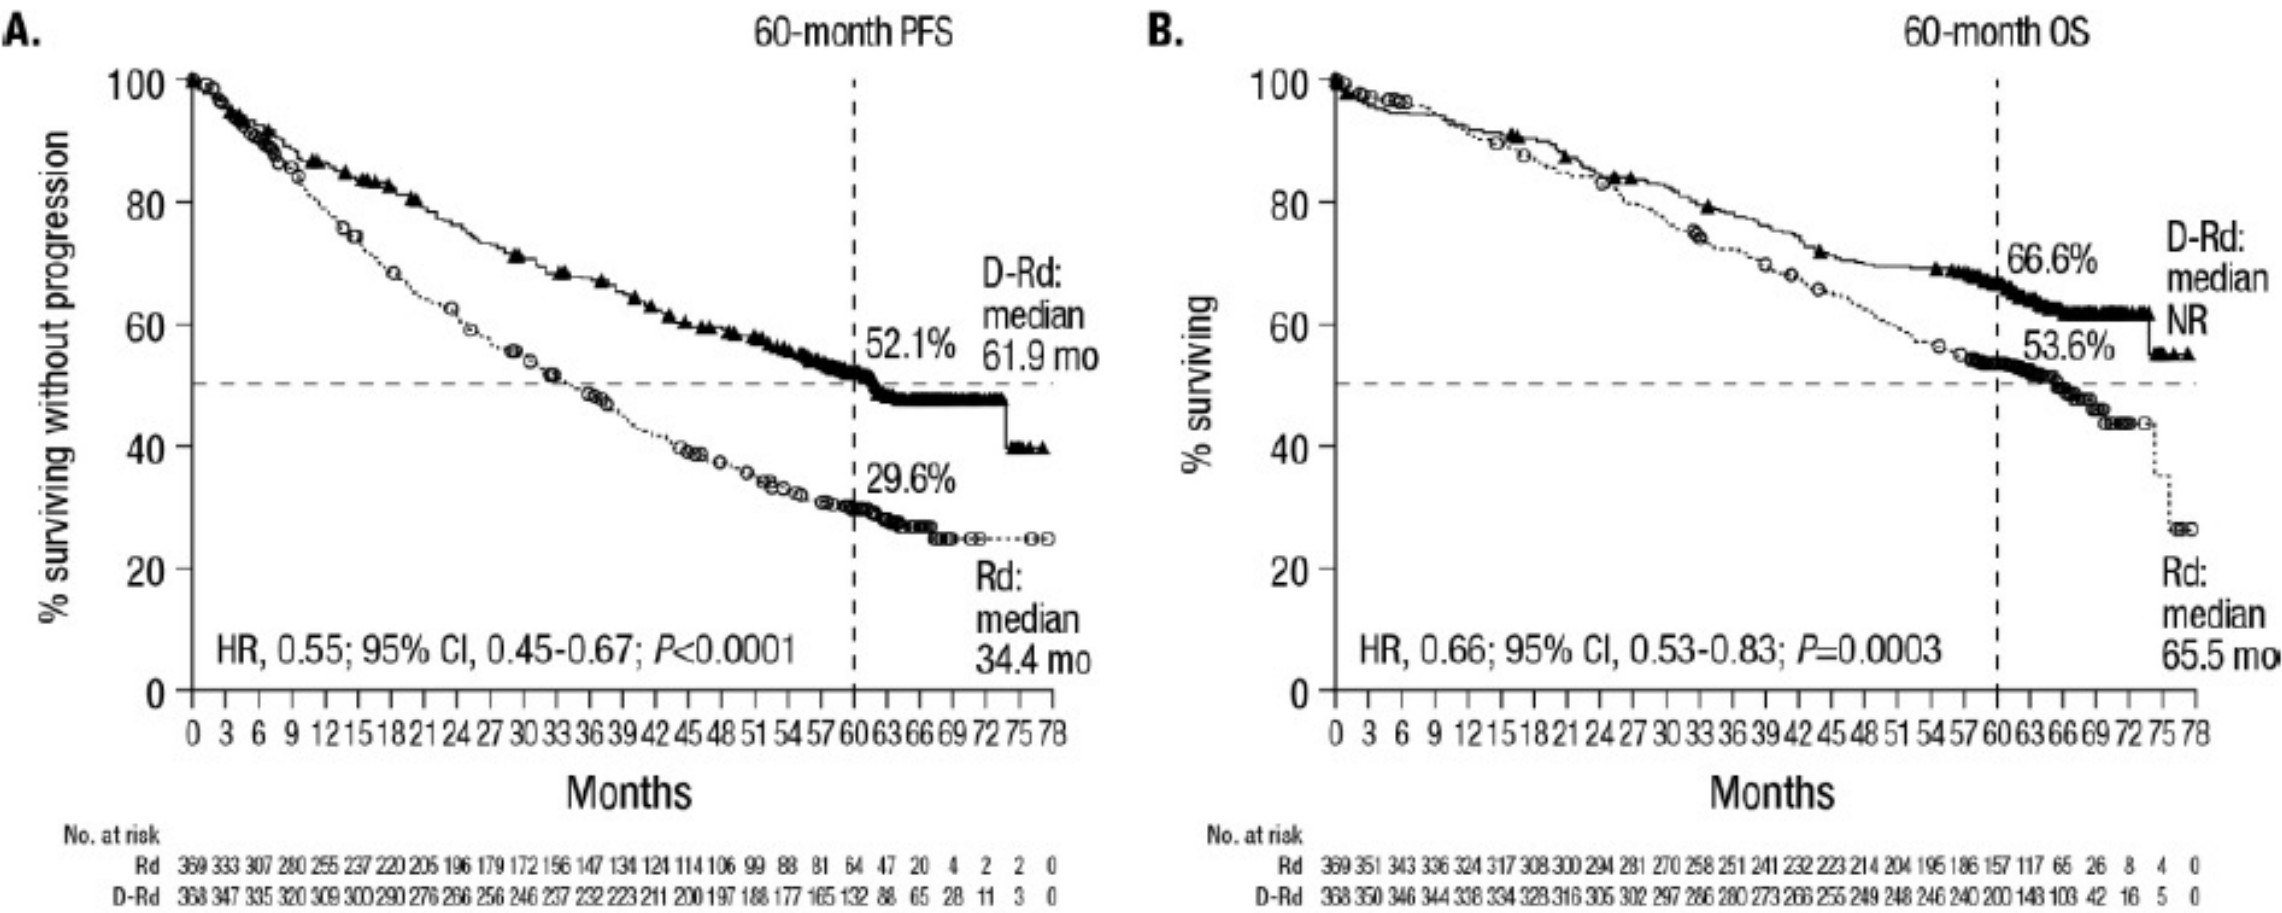 A.
60-month PFS
% surviving without progression
100
80
60
40
20
0
52.1%
29.6%
D-Rd:
median
61.9 mo
Rd:
median
34.4 mo
HR, 0.55; 95% CI, 0.45-0.67; P<0.0001
0 3 6 9 12 15 18 21 24 27 30 33 36 39 42 45 48 51 54 57 60 63 66 69 72 75 78
Months
No. at risk
Rd 369 333 307 280 255 237 220 205 196 179 172 156 147 134 124 114 106 99 88 81 64 47 20 4 2 2 0
D-Rd 368 347 335 320 309 300 290 276 266 256 246 237 232 223 211 200 197 188 177 165 132 88 65 28 11 3 0
B.
60-month OS
% surviving
100
80
60
40
20
0
66.6%
53.6%
D-Rd:
median
NR
Rd:
median
65.5 mo
HR, 0.66; 95% CI, 0.53-0.83; P=0.0003
0 3 6 9 12 15 18 21 24 27 30 33 36 39 42 45 48 51 54 57 60 63 66 69 72 75 78
Months
No. at risk
Rd 369 351 343 336 324 317 308 300 294 281 270 258 251 241 232 223 214 204 195 186 157 117 65 26 8 4 0
D-Rd 368 350 346 344 338 334 328 316 305 302 297 286 280 273 266 255 249 248 246 240 200 148 103 42 16 5 0